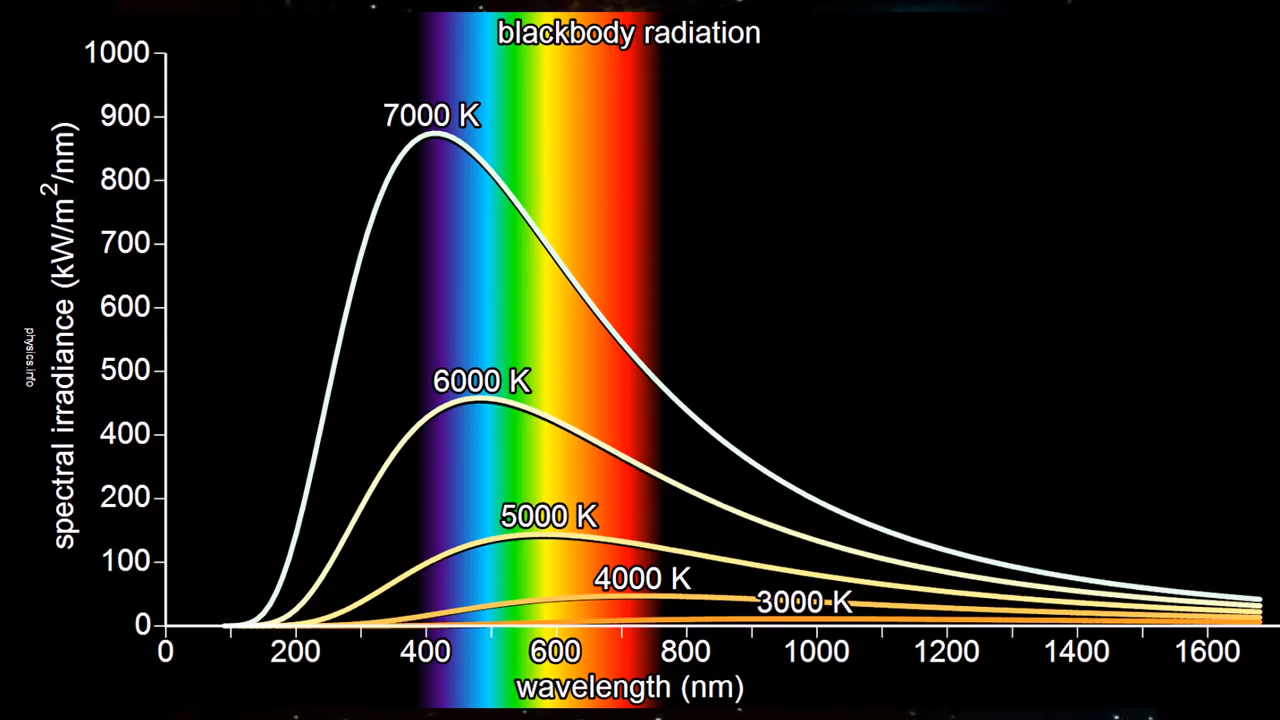 blackbody radiation
1000
900
800
700
600
500
400
200
100
0
spectral irradiance (kW/m²/nm)
physics.info
7000 K
6000 K
5000 K
4000 K
3000 K
0 200 400 600 800 1000 1200 1400 1600
wavelength (nm)